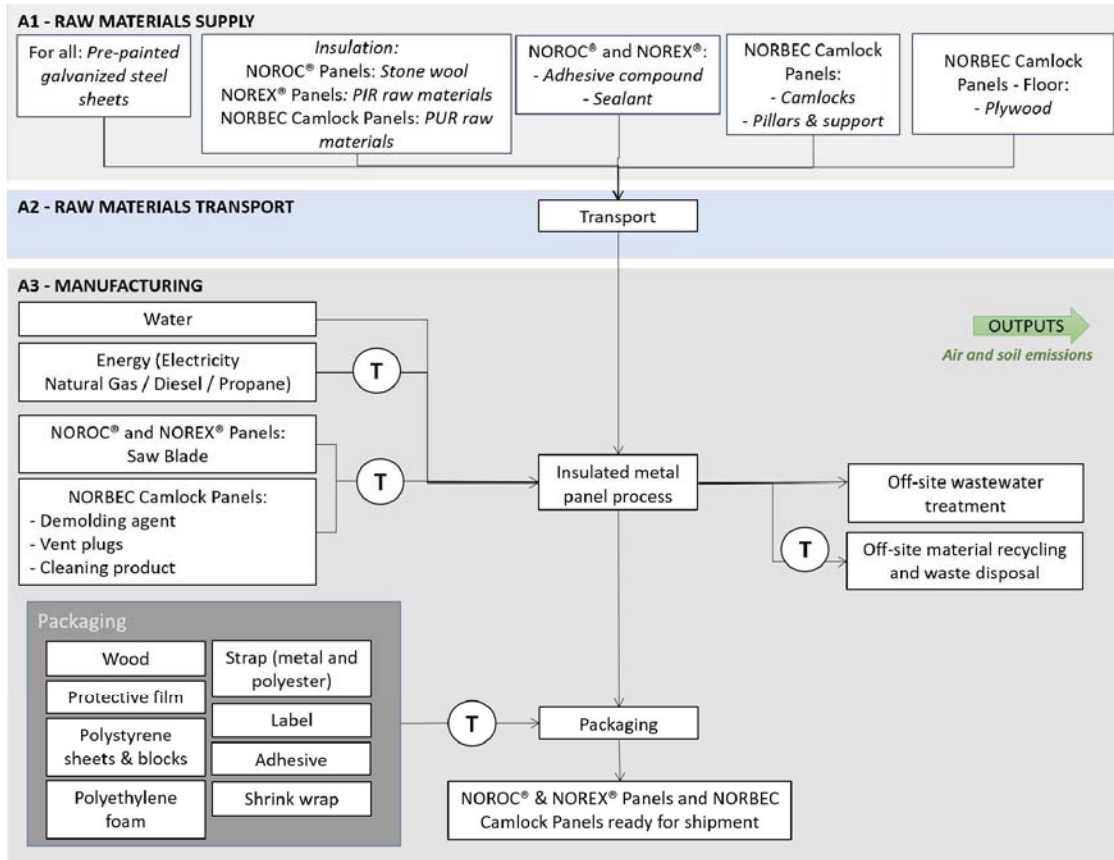 A1 - RAW MATERIALS SUPPLY
For all: Pre-painted
galvanized steel
sheets
Insulation:
NOROC® Panels: Stone wool
NOREX® Panels: PIR raw materials
NORBEC Camlock Panels: PUR raw
materials
NOROC® and NOREX®:
- Adhesive compound
- Sealant
NORBEC Camlock
Panels:
- Camlocks
- Pillars & support
NORBEC Camlock
Panels - Floor:
- Plywood
A2 - RAW MATERIALS TRANSPORT
Transport
A3 - MANUFACTURING
Water
Energy (Electricity
Natural Gas / Diesel / Propane)
T
OUTPUTS
Air and soil emissions
NOROC® and NOREX® Panels:
Saw Blade
NORBEC Camlock Panels:
- Demolding agent
- Vent plugs
- Cleaning product
T
Insulated metal
panel process
Off-site wastewater
treatment
T
Off-site material recycling
and waste disposal
Packaging
Wood
Protective film
Polystyrene
sheets & blocks
Polyethylene
foam
Strap (metal and
polyester)
Label
Adhesive
Shrink wrap
T
Packaging
NOROC® & NOREX® Panels and NORBEC
Camlock Panels ready for shipment